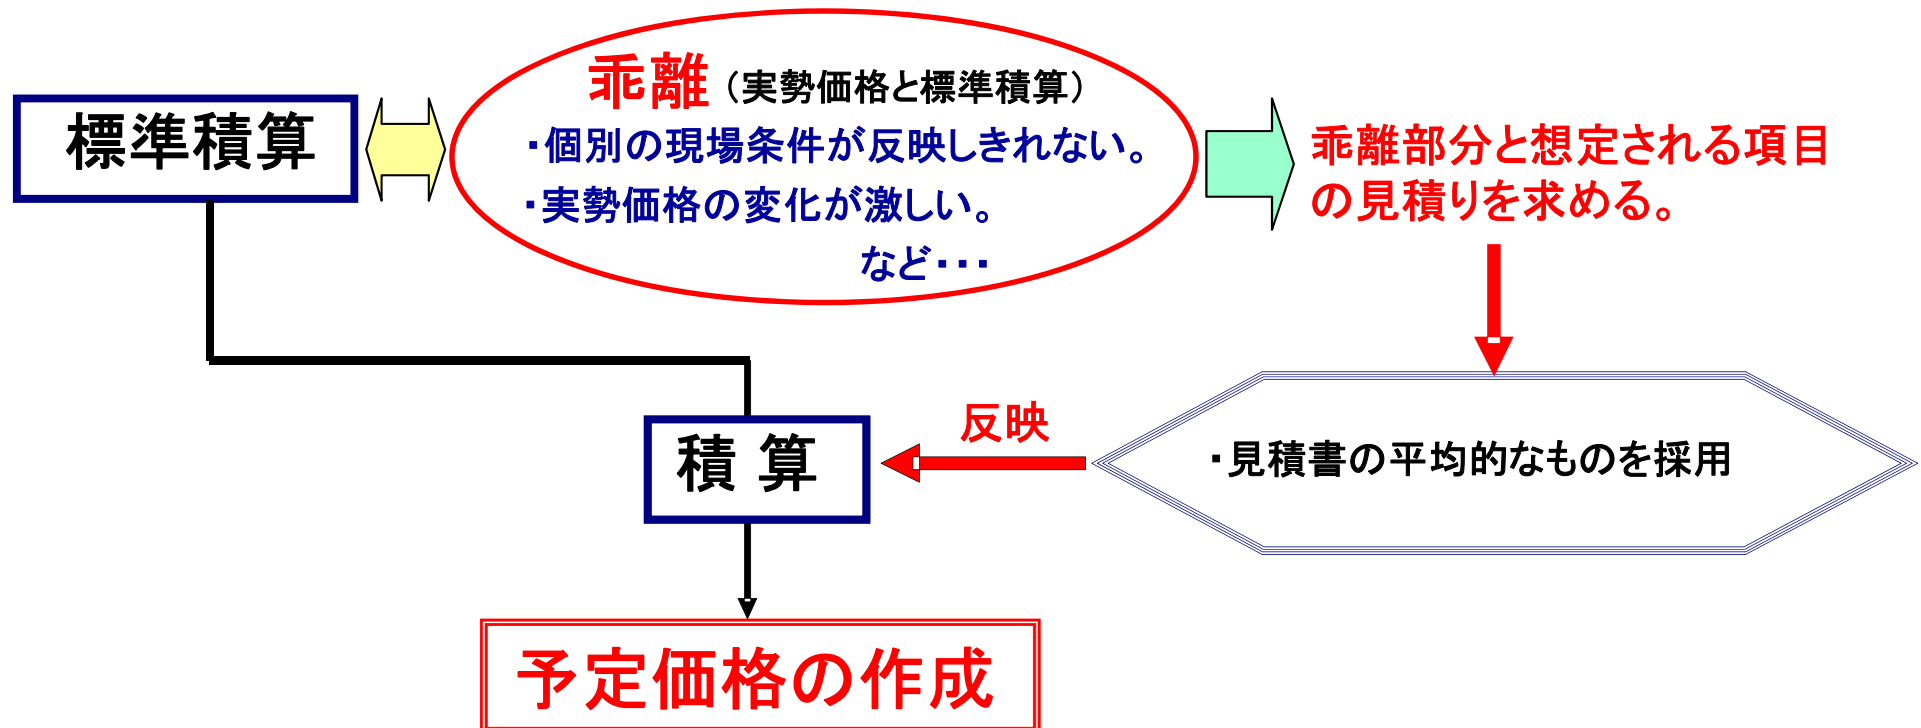 標準積算
乖離（実勢価格と標準積算）
・個別の現場条件が反映しきれない。
・実勢価格の変化が激しい。
など・・・
乖離部分と想定される項目
の見積りを求める。
反映
・見積書の平均的なものを採用
積 算
予定価格の作成